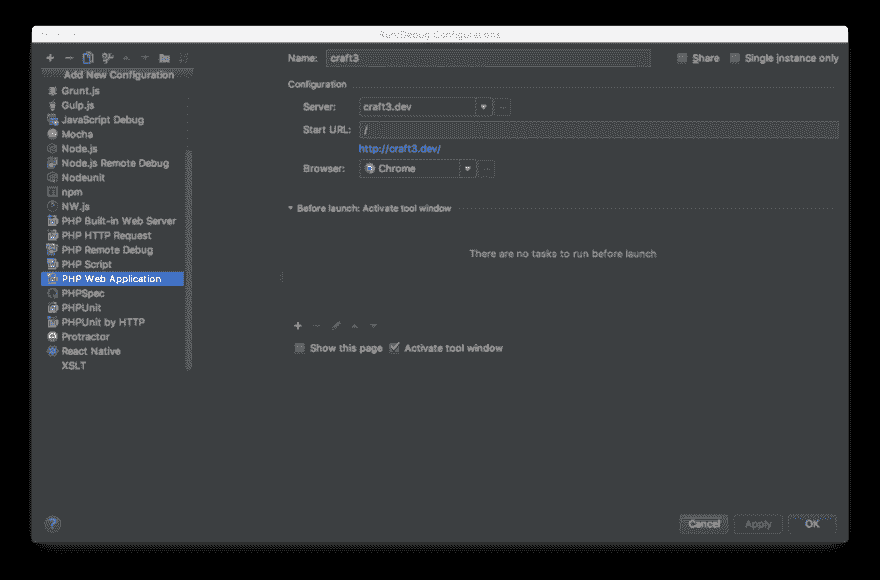 Run/Debug Configurations
Name: craft3 Share Single instance only
Add New Configuration
Configuration
Grunt.js
Gulp.js
Server: craft3.dev
JavaScript Debug
Start URL: /
Mocha
Node.js
http://craft3.dev/
Node.js Remote Debug
Browser: Chrome
Nodeunit
npm
NW.js
Before launch: Activate tool window
PHP Built-in Web Server
PHP HTTP Request
PHP Remote Debug
There are no tasks to run before launch
PHP Script
PHP Web Application
PHPSpec
PHPUnit
PHPUnit by HTTP
Protractor
Show this page Activate tool window
React Native
XSLT
? Cancel Apply OK